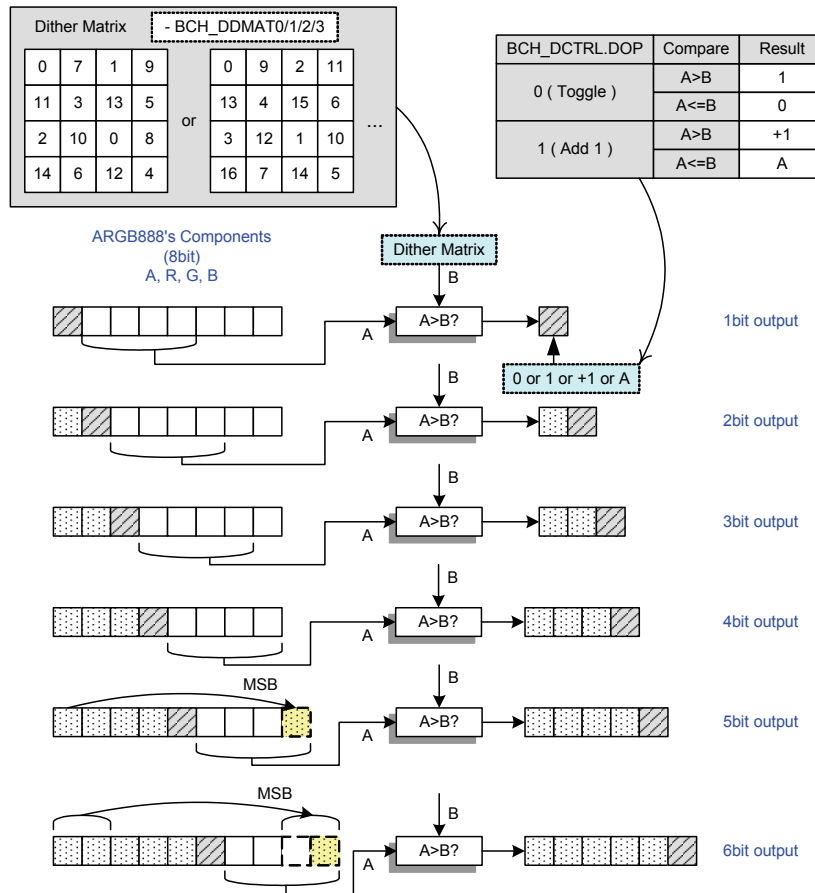 Dither Matrix - BCH_DDMAT0/1/2/3
0 7 1 9
11 3 13 5
2 10 0 8
14 6 12 4
or
0 9 2 11
13 4 15 6
3 12 1 10
16 7 14 5
...
BCH_DCTRL.DOP Compare Result
0 ( Toggle ) A>B 1
A<=B 0
1 ( Add 1 ) A>B +1
A<=B A
ARGB888's Components
(8bit)
A, R, G, B
Dither Matrix
B
A A>B? 1bit output
0 or 1 or +1 or A
B
A A>B? 2bit output
B
A A>B? 3bit output
B
A A>B? 4bit output
MSB B
A A>B? 5bit output
MSB B
A A>B? 6bit output